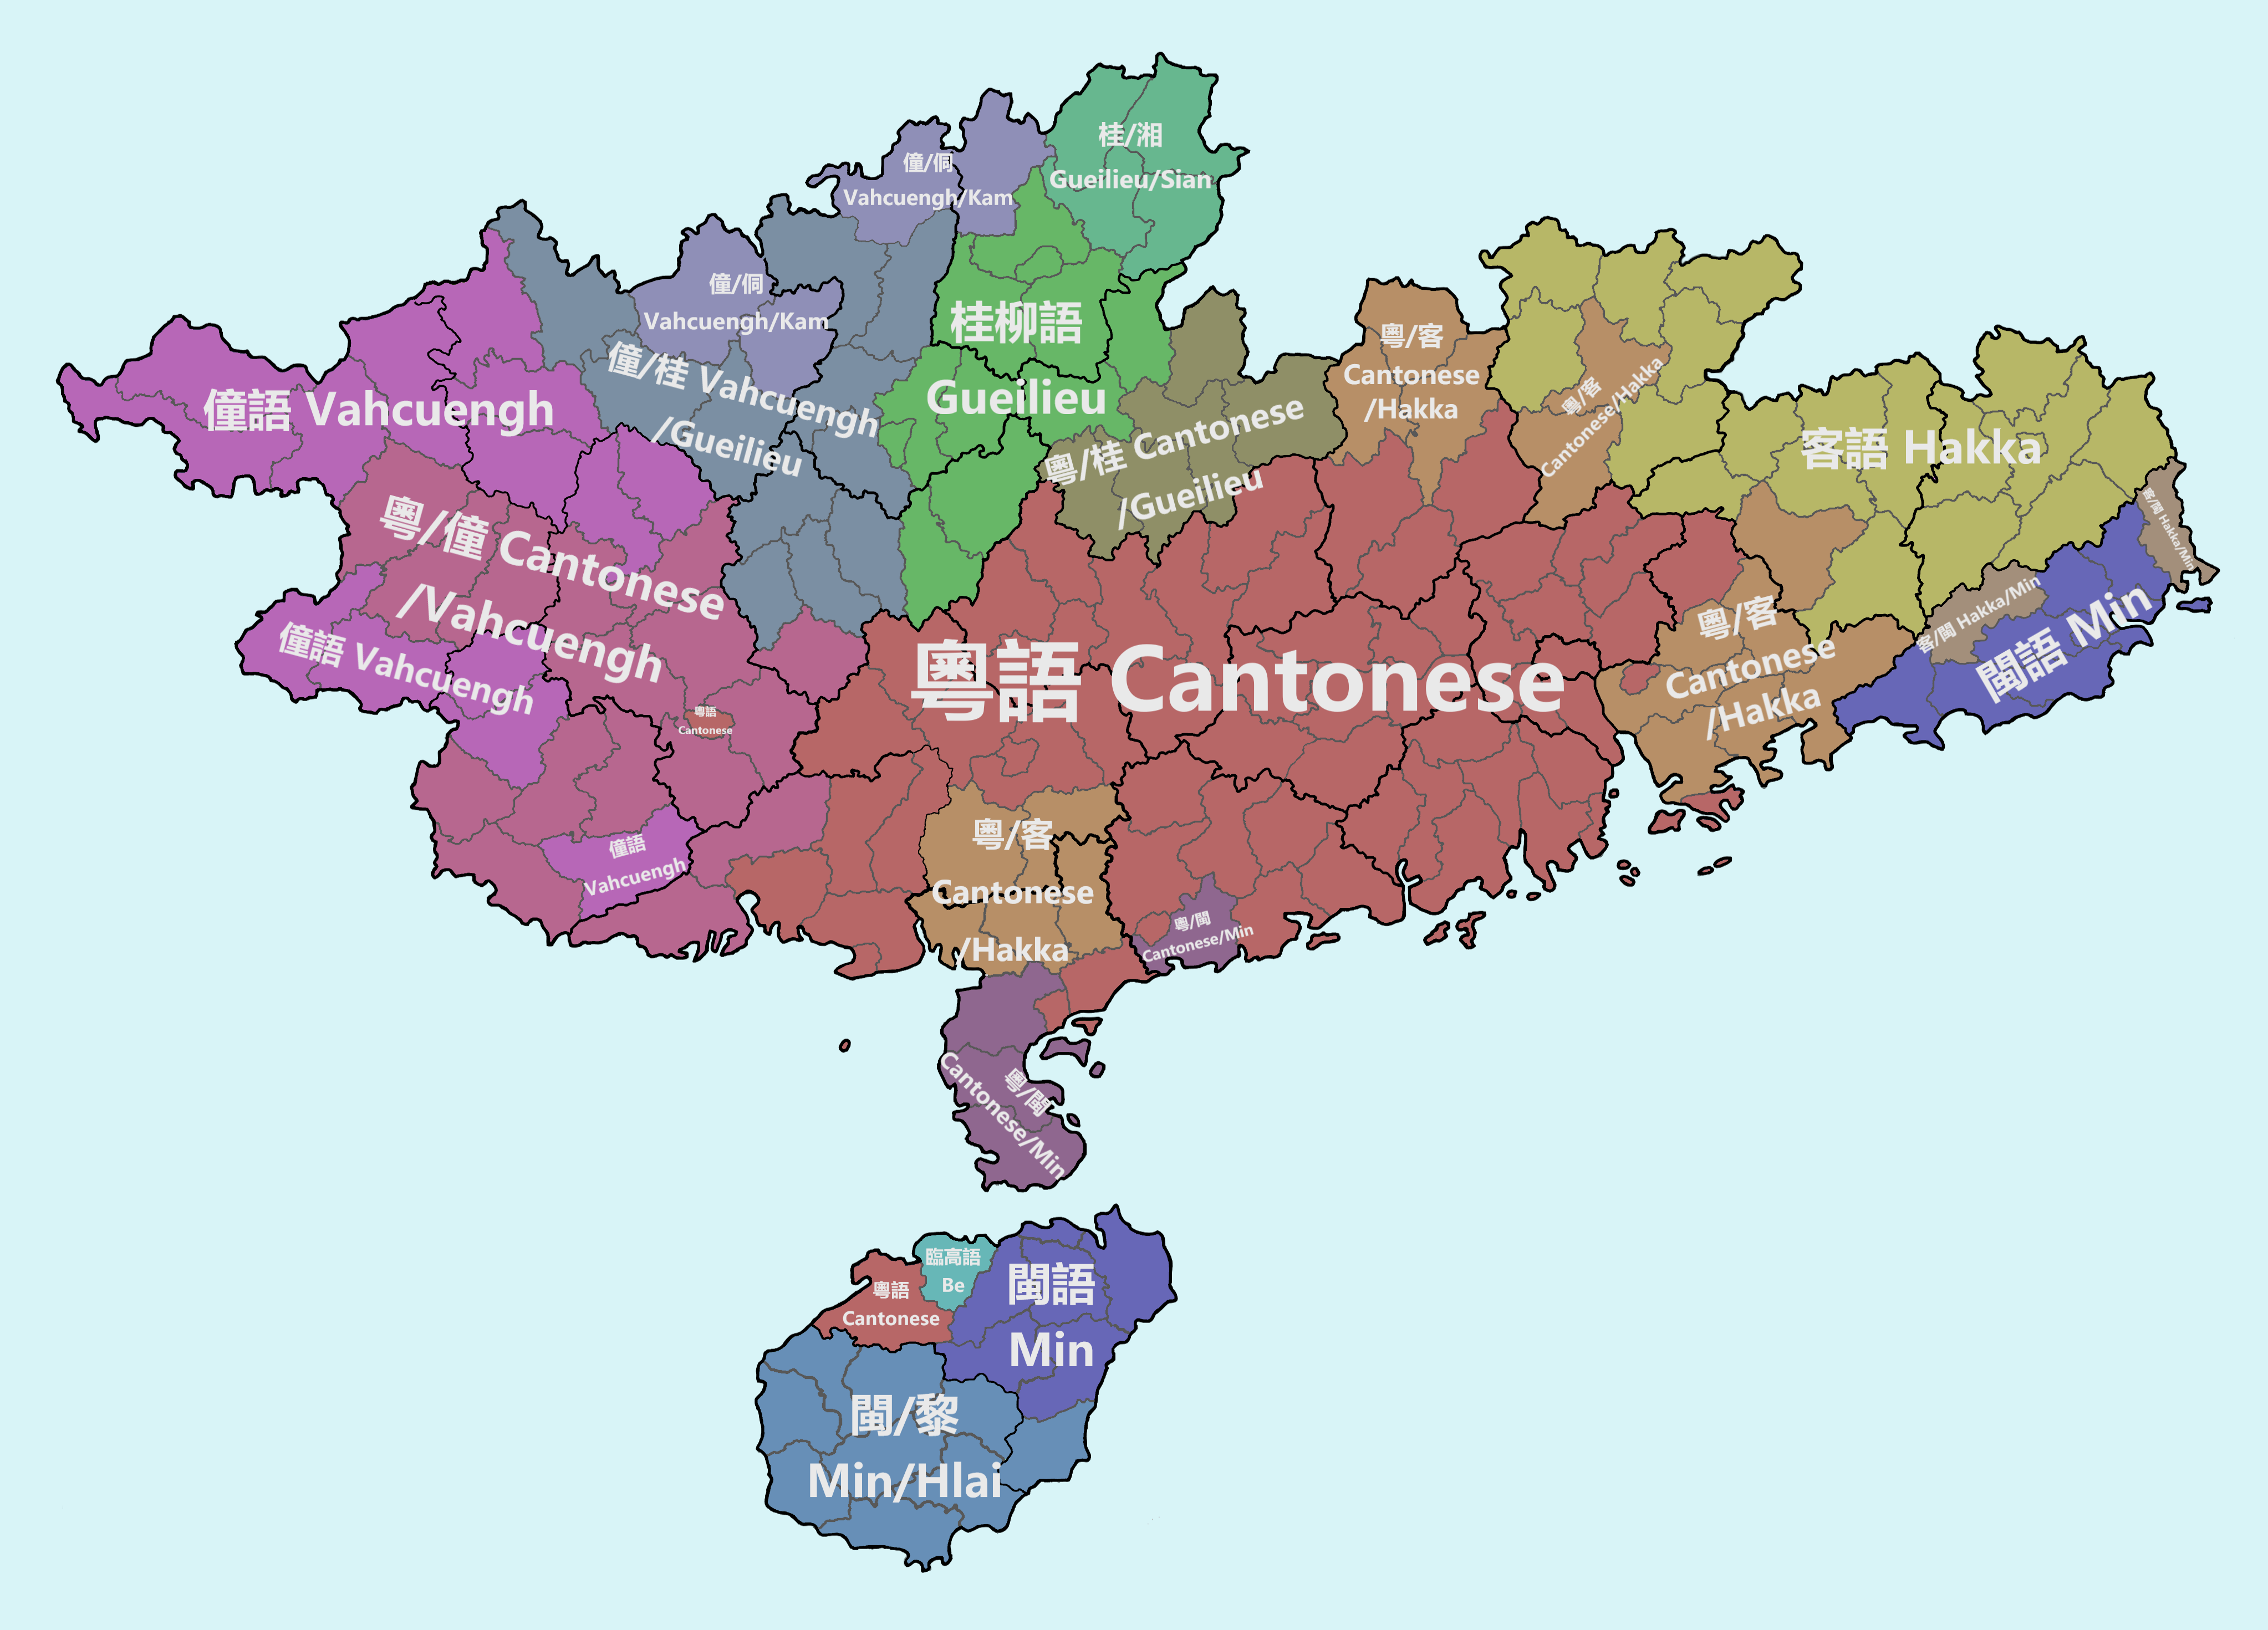 桂/湘
Gueilieu/Sian
僮/侗
Vahcuengh/Kam
僮/侗
Vahcuengh/Kam
桂柳語
Gueilieu
僮/桂 Vahcuengh
/Gueilieu
僮語 Vahcuengh
粵/桂 Cantonese
/Gueilieu
粵/客
Cantonese
/Hakka
粵/客
Cantonese/Hakka
客語 Hakka
客/閩 Hakka/Min
粵/僮 Cantonese
/Vahcuengh
僮語 Vahcuengh
粵語 Cantonese
粵/客
Cantonese
/Hakka
客/閩 Hakka/Min
閩語 Min
粵語
Cantonese
僮語
Vahcuengh
粵/客
Cantonese
/Hakka
粵/閩
Cantonese/Min
粵/閩
Cantonese/Min
臨高語
Be
粵語
Cantonese
閩語
Min
閩/黎
Min/Hlai